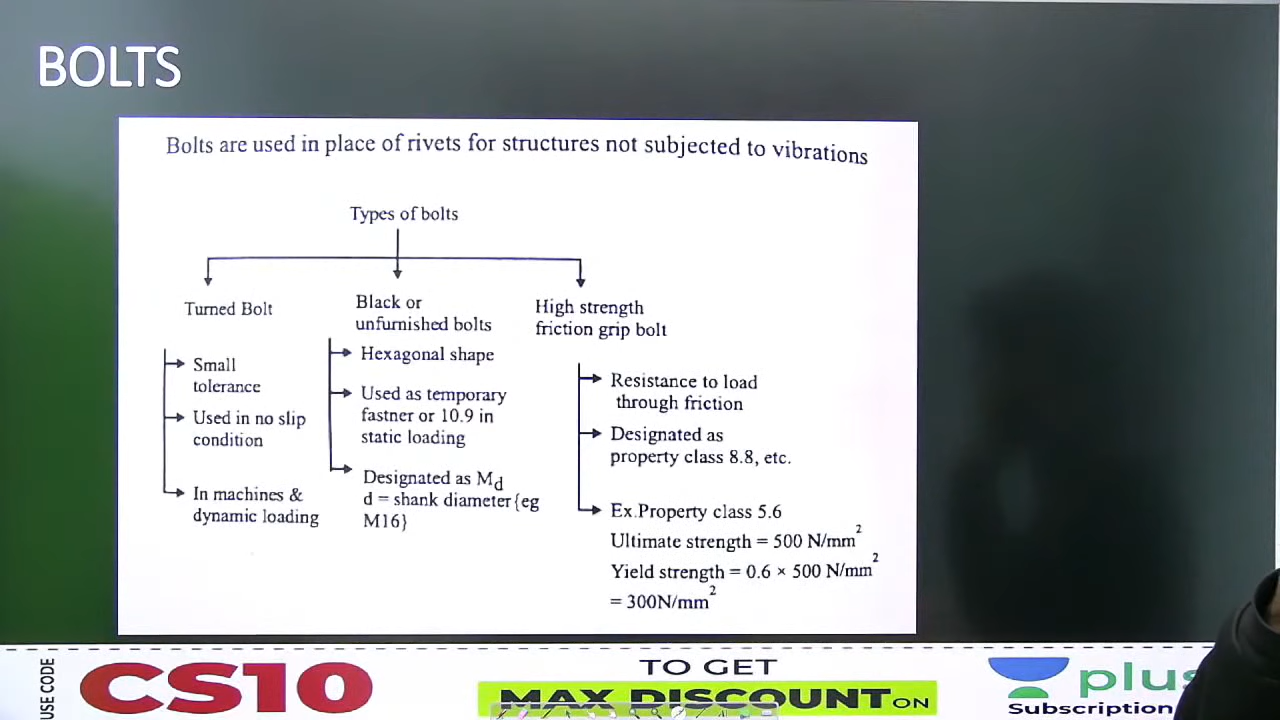 BOLTS
Bolts are used in place of rivets for structures not subjected to vibrations
Types of bolts
Turned Bolt
Small
tolerance
Used in no slip
condition
In machines &
dynamic loading
Black or
unfurnished bolts
Hexagonal shape
Used as temporary
fastner or 10.9 in
static loading
Designated as Md
d = shank diameter{eg
M16}
High strength
friction grip bolt
Resistance to load
through friction
Designated as
property class 8.8, etc.
Ex.Property class 5.6
Ultimate strength = 500 N/mm²
Yield strength = 0.6 × 500 N/mm²
= 300N/mm²
USE CODE
CS10
TO GET
MAX DISCOUNT ON
plus
Subscription